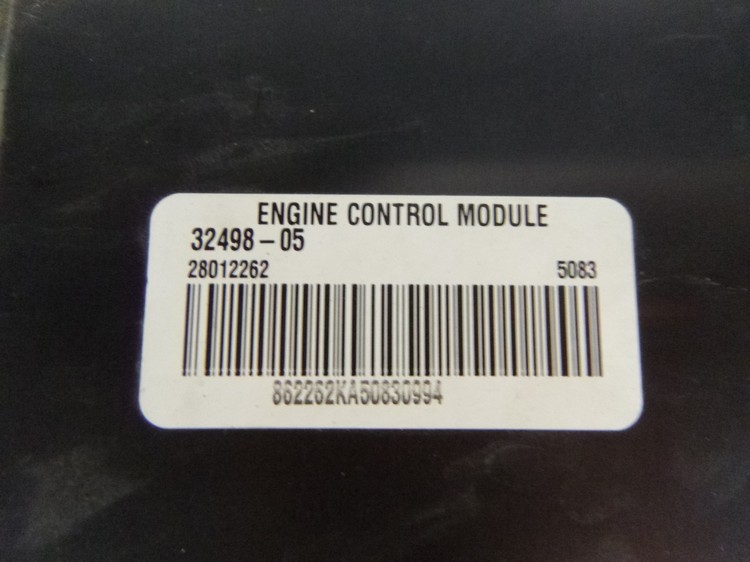 ENGINE CONTROL MODULE
32498-05
28012262 5083
862262KA50830994